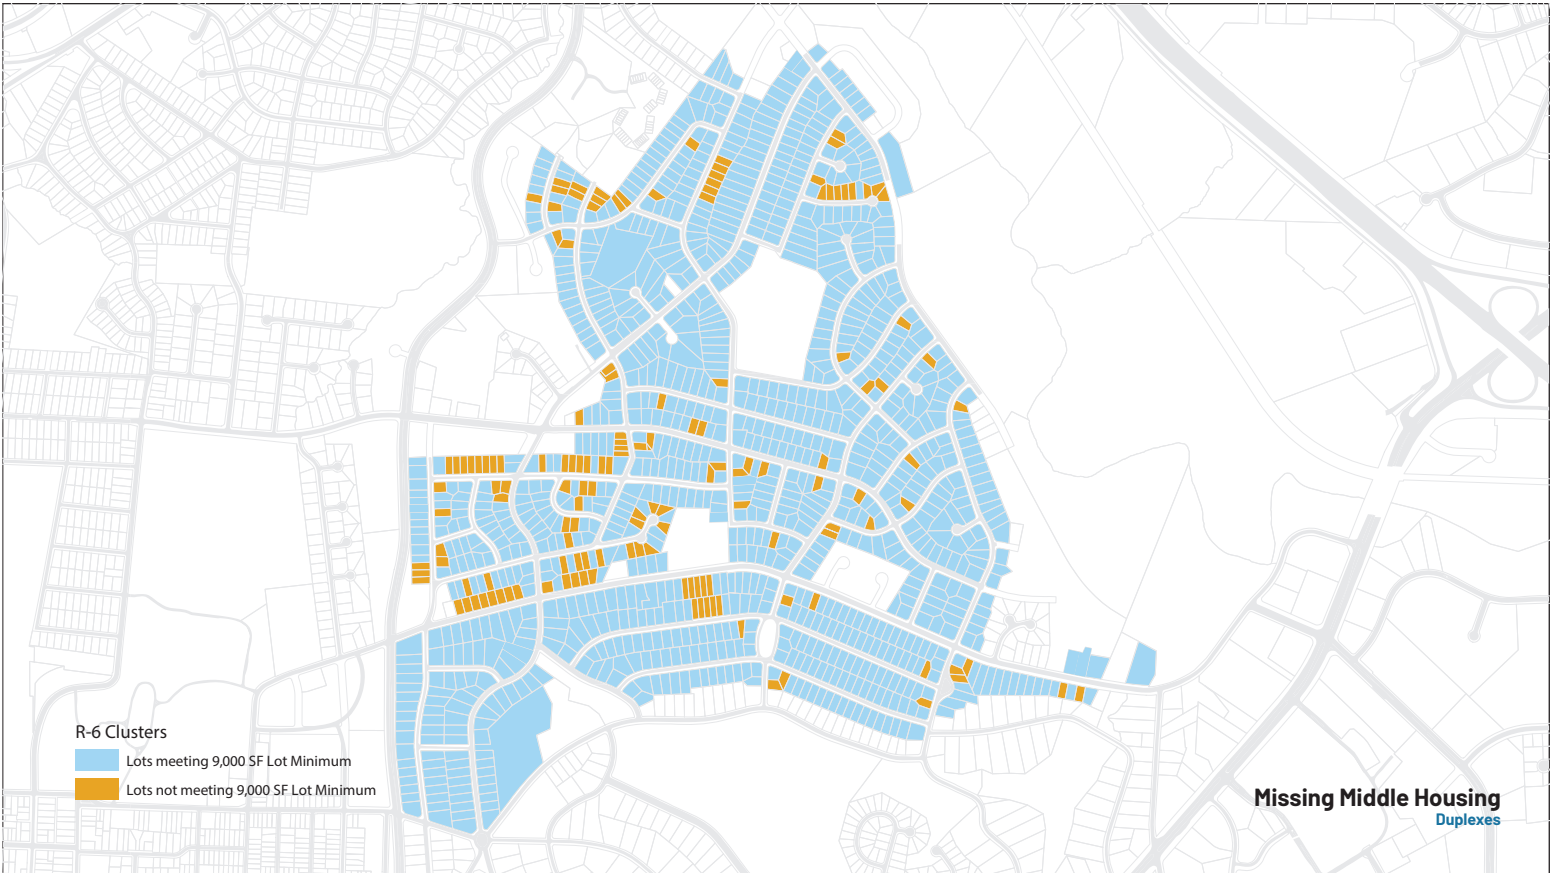 R-6 Clusters
Lots meeting 9,000 SF Lot Minimum
Lots not meeting 9,000 SF Lot Minimum
Missing Middle Housing
Duplexes